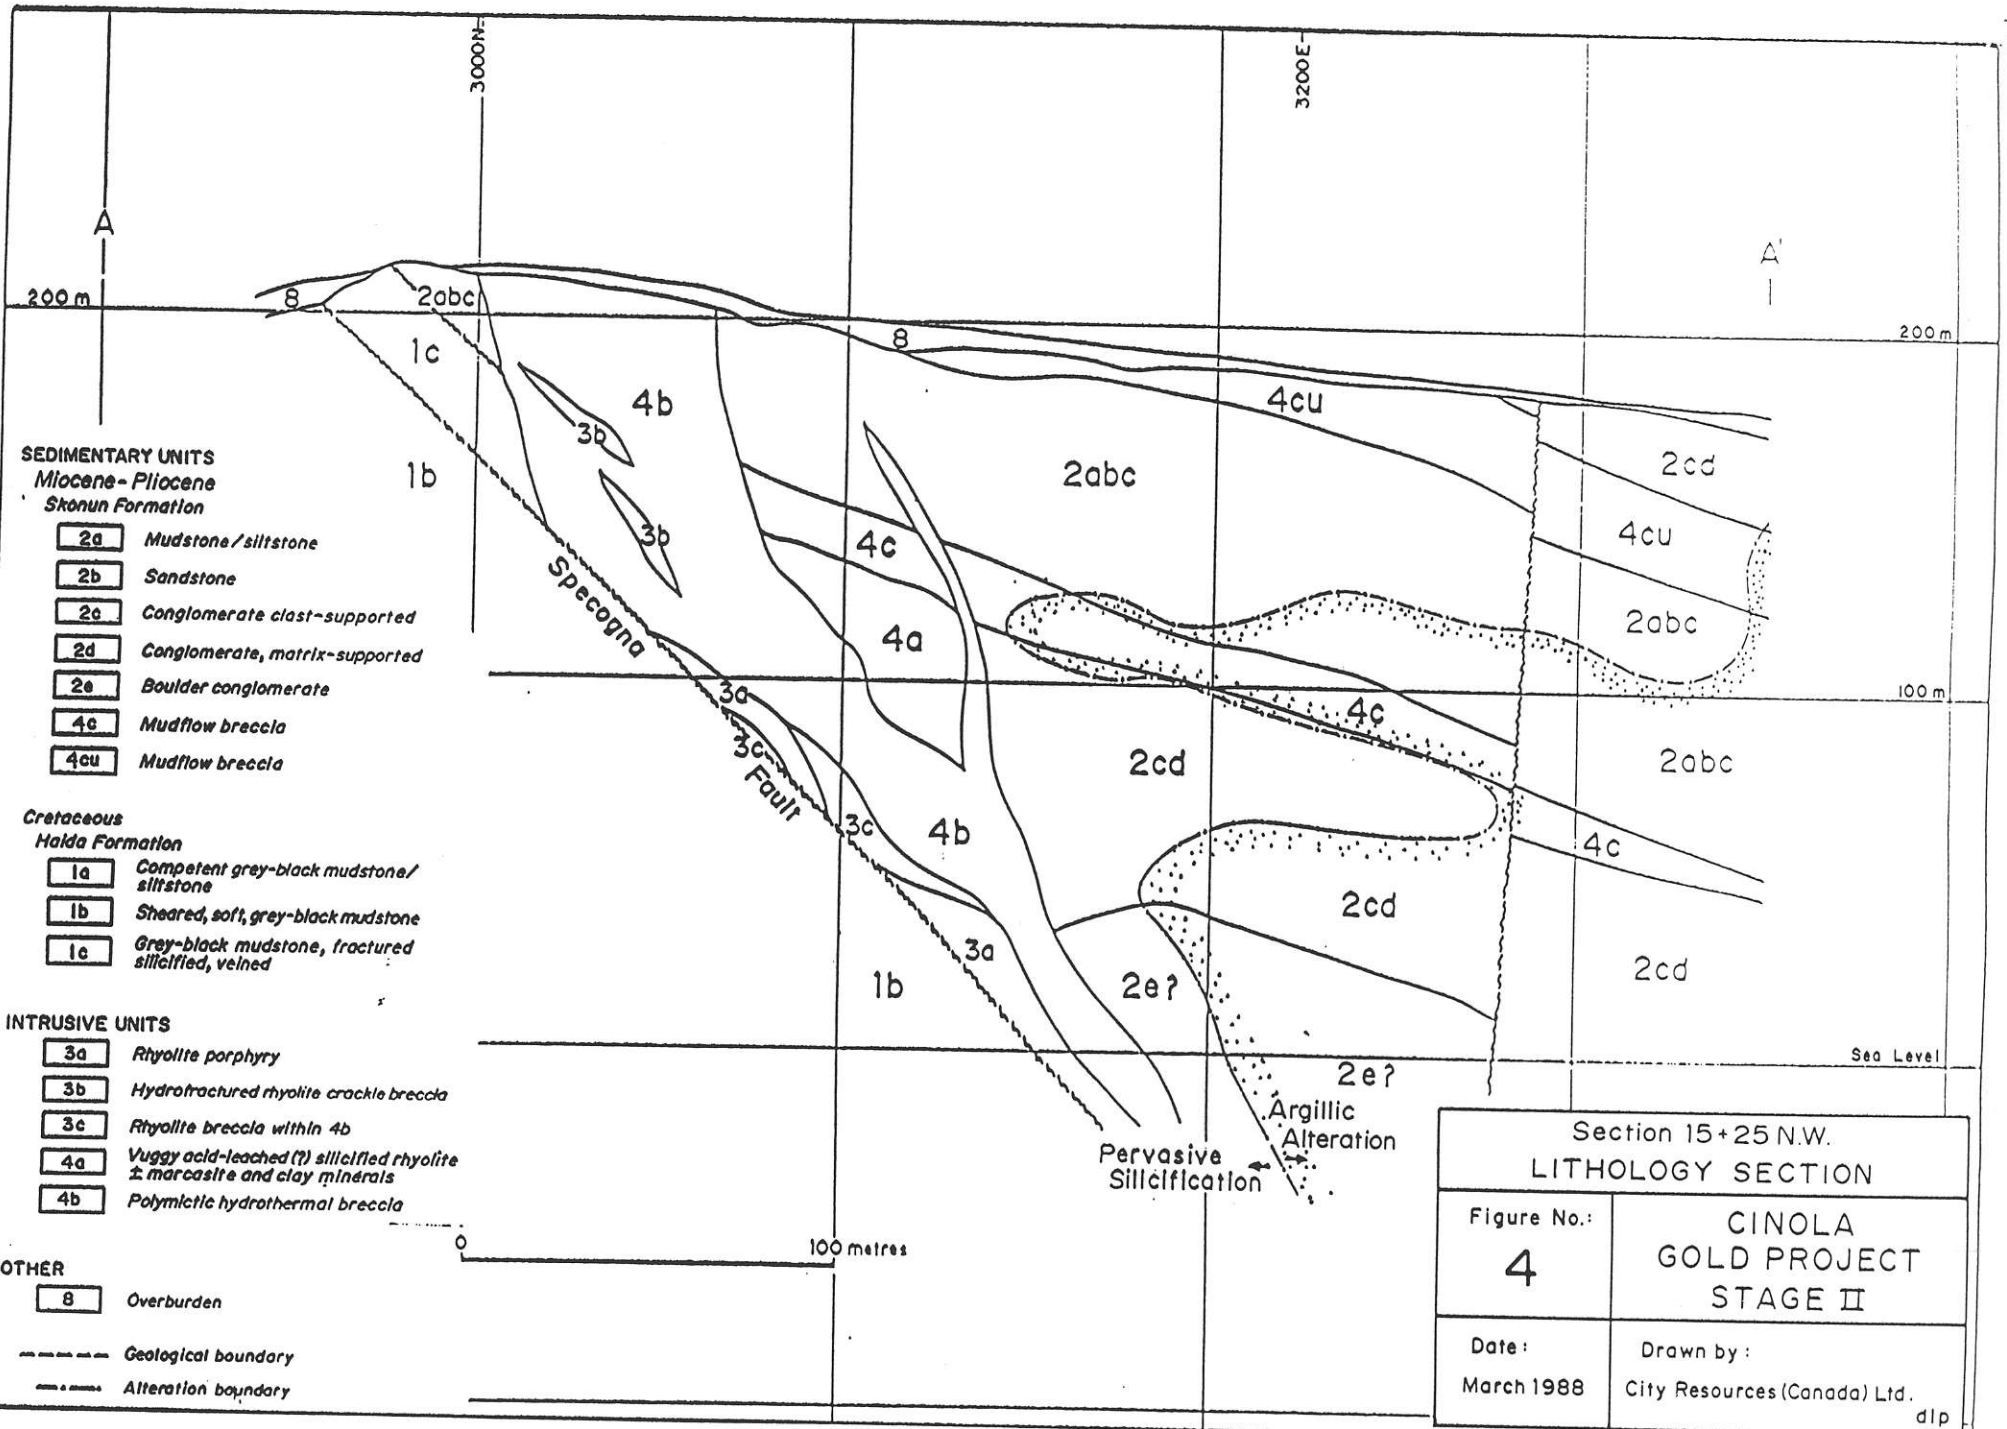 3000N
3200E
A
A'
200 m
200 m
8
2abc
1c
8
4b
4cu
3b
2cd
1b
2abc
4cu
3b
4c
Specogna
4a
2abc
3a
100 m
4c
3c
2cd
2abc
Fault
3c
4b
4c
2cd
3a
2cd
1b
2e?
Sea Level
2e?
Argillic
Alteration
Pervasive
Silicification
SEDIMENTARY UNITS
Miocene-Pliocene
Skonun Formation
2a Mudstone/siltstone
2b Sandstone
2c Conglomerate clast-supported
2d Conglomerate, matrix-supported
2e Boulder conglomerate
4c Mudflow breccia
4cu Mudflow breccia
Cretaceous
Haida Formation
1a Competent grey-black mudstone/
siltstone
1b Sheared, soft, grey-black mudstone
1c Grey-black mudstone, fractured
silicified, veined
INTRUSIVE UNITS
3a Rhyolite porphyry
3b Hydrofractured rhyolite crackle breccia
3c Rhyolite breccia within 4b
4a Vuggy acid-leached(?) silicified rhyolite
± marcasite and clay minerals
4b Polymictic hydrothermal breccia
OTHER
8 Overburden
Geological boundary
Alteration boundary
0
100 metres
Section 15+25 N.W.
LITHOLOGY SECTION
Figure No.:
4
CINOLA
GOLD PROJECT
STAGE II
Date:
March 1988
Drawn by:
City Resources (Canada) Ltd.
dlp